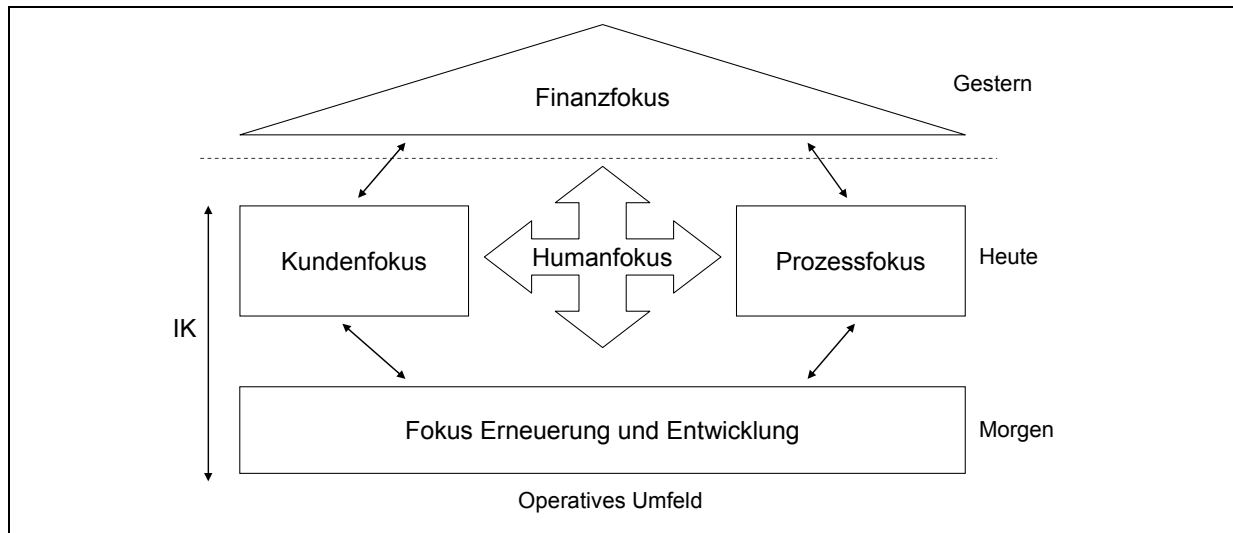 Finanzfokus
Gestern
Kundenfokus
Humanfokus
Prozessfokus
Heute
IK
Fokus Erneuerung und Entwicklung
Morgen
Operatives Umfeld